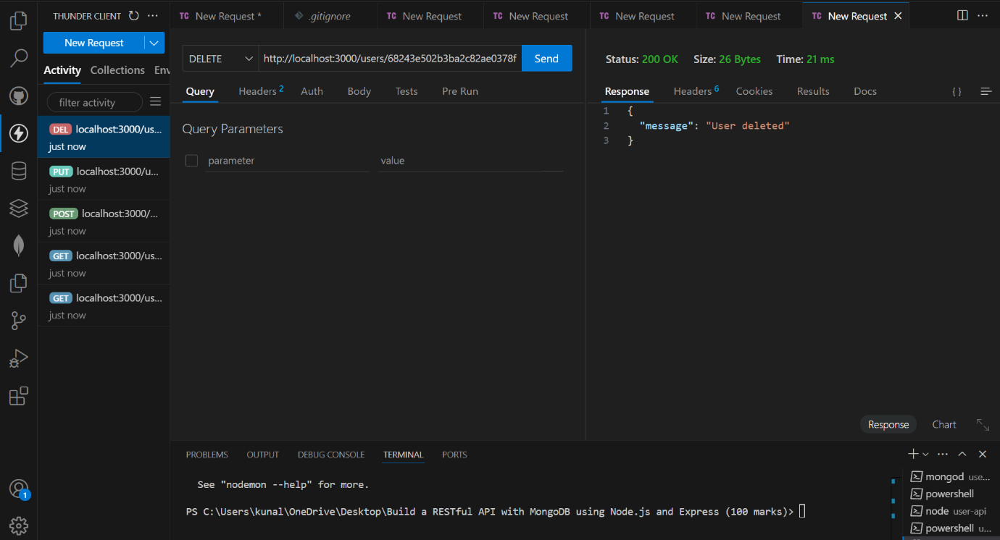 THUNDER CLIENT
New Request
Activity Collections Env
filter activity
DEL localhost:3000/us...
just now
PUT localhost:3000/u...
just now
POST localhost:3000/...
just now
GET localhost:3000/us...
just now
GET localhost:3000/us...
just now
1
TC New Request * .gitignore TC New Request TC New Request TC New Request TC New Request TC New Request
DELETE http://localhost:3000/users/68243e502b3ba2c82ae0378f Send
Query Headers 2 Auth Body Tests Pre Run
Query Parameters
parameter value
Status: 200 OK Size: 26 Bytes Time: 21 ms
Response Headers 6 Cookies Results Docs { }
1 {
2 "message": "User deleted"
3 }
Response Chart
PROBLEMS OUTPUT DEBUG CONSOLE TERMINAL PORTS
See "nodemon --help" for more.
PS C:\Users\kunal\OneDrive\Desktop\Build a RESTful API with MongoDB using Node.js and Express (100 marks)>
mongod use...
powershell
node user-api
powershell u...